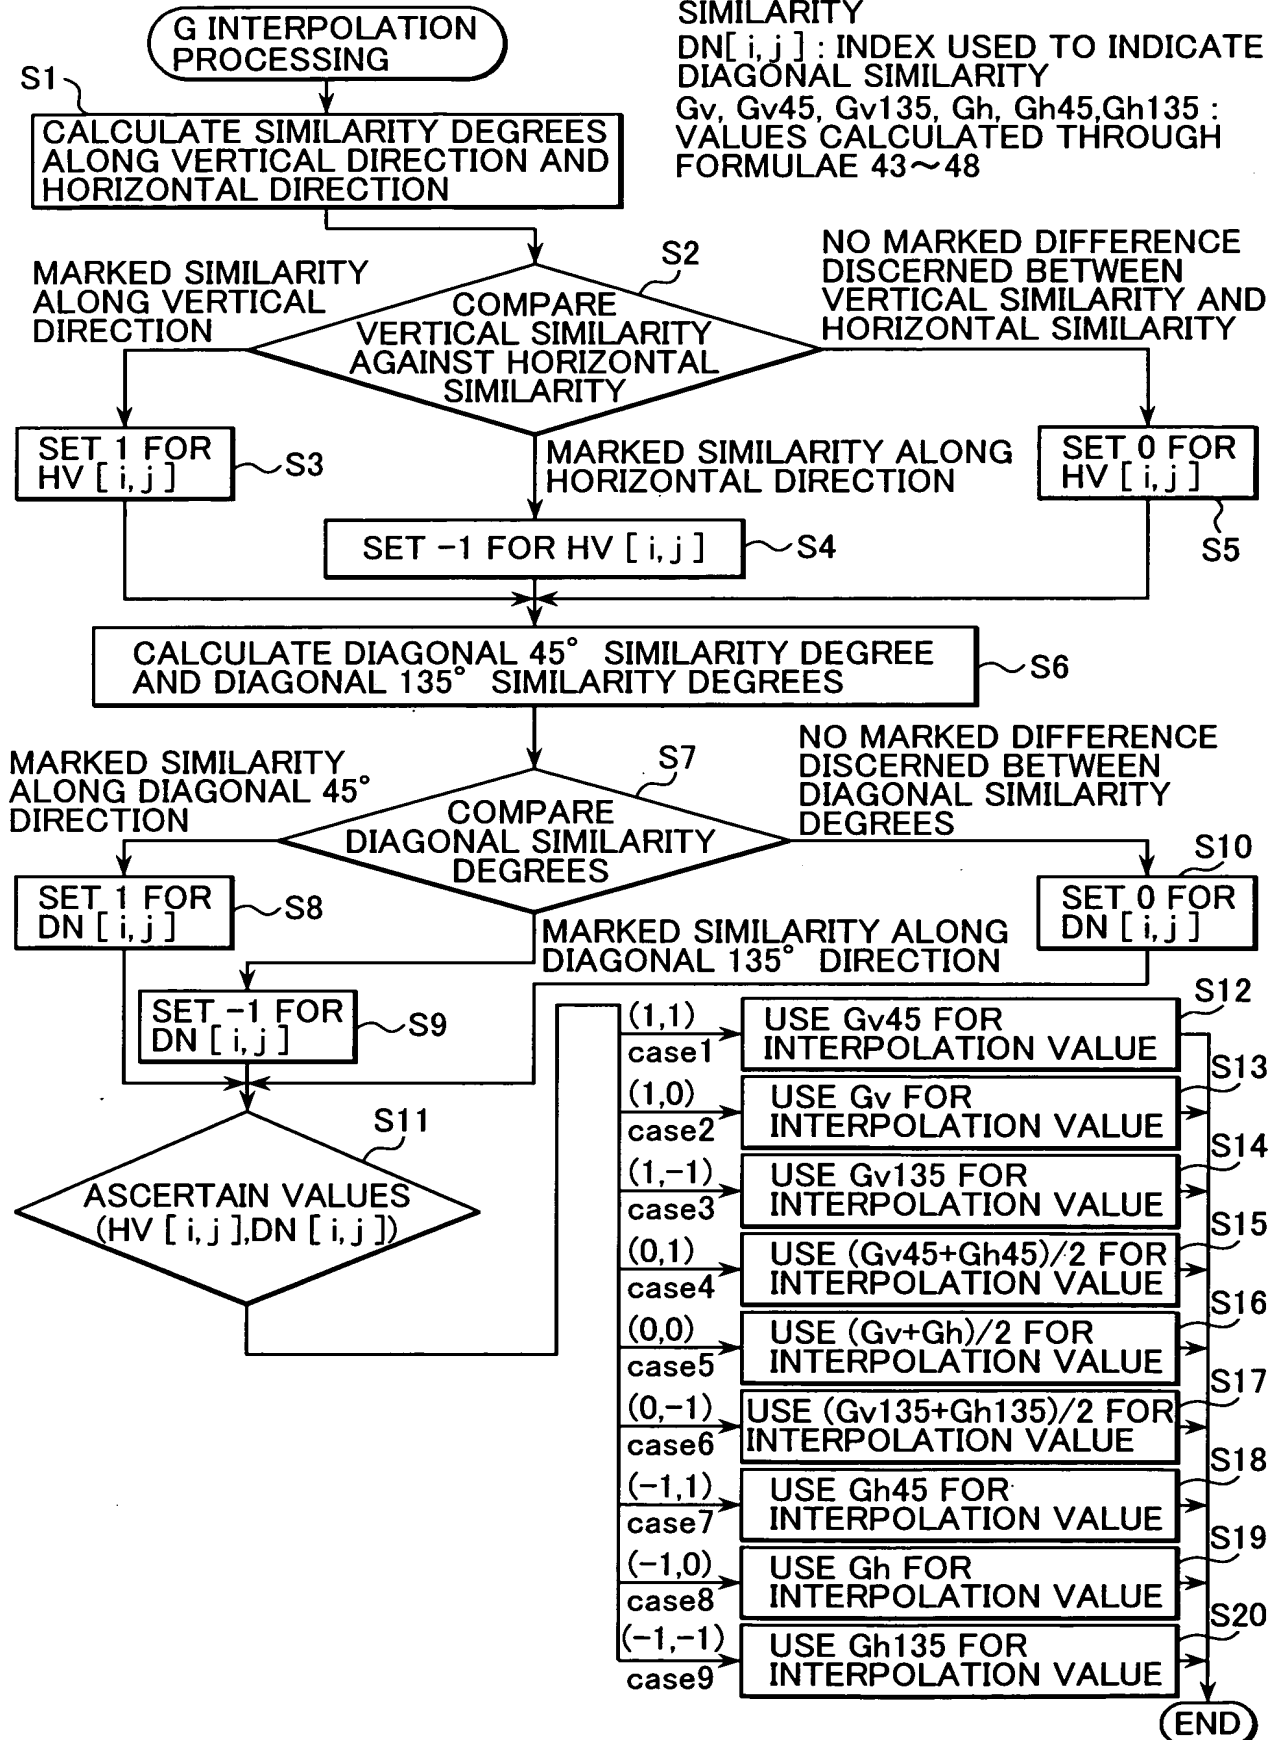 G INTERPOLATION
PROCESSING
SIMILARITY
DN[ i, j ] : INDEX USED TO INDICATE
DIAGONAL SIMILARITY
Gv, Gv45, Gv135, Gh, Gh45,Gh135 :
VALUES CALCULATED THROUGH
FORMULAE 43～48
S1
CALCULATE SIMILARITY DEGREES
ALONG VERTICAL DIRECTION AND
HORIZONTAL DIRECTION
S2
COMPARE
VERTICAL SIMILARITY
AGAINST HORIZONTAL
SIMILARITY
MARKED SIMILARITY
ALONG VERTICAL
DIRECTION
NO MARKED DIFFERENCE
DISCERNED BETWEEN
VERTICAL SIMILARITY AND
HORIZONTAL SIMILARITY
SET 1 FOR
HV [ i, j ]
S3
MARKED SIMILARITY ALONG
HORIZONTAL DIRECTION
SET -1 FOR HV [ i, j ]
S4
SET 0 FOR
HV [ i, j ]
S5
CALCULATE DIAGONAL 45° SIMILARITY DEGREE
AND DIAGONAL 135° SIMILARITY DEGREES
S6
S7
COMPARE
DIAGONAL SIMILARITY
DEGREES
MARKED SIMILARITY
ALONG DIAGONAL 45°
DIRECTION
NO MARKED DIFFERENCE
DISCERNED BETWEEN
DIAGONAL SIMILARITY
DEGREES
SET 1 FOR
DN [ i, j ]
S8
MARKED SIMILARITY ALONG
DIAGONAL 135° DIRECTION
SET -1 FOR
DN [ i, j ]
S9
S10
SET 0 FOR
DN [ i, j ]
S11
ASCERTAIN VALUES
(HV [ i, j ],DN [ i, j ])
(1,1)
case1
USE Gv45 FOR
INTERPOLATION VALUE
S12
(1,0)
case2
USE Gv FOR
INTERPOLATION VALUE
S13
(1,-1)
case3
USE Gv135 FOR
INTERPOLATION VALUE
S14
(0,1)
case4
USE (Gv45+Gh45)/2 FOR
INTERPOLATION VALUE
S15
(0,0)
case5
USE (Gv+Gh)/2 FOR
INTERPOLATION VALUE
S16
(0,-1)
case6
USE (Gv135+Gh135)/2 FOR
INTERPOLATION VALUE
S17
(-1,1)
case7
USE Gh45 FOR
INTERPOLATION VALUE
S18
(-1,0)
case8
USE Gh FOR
INTERPOLATION VALUE
S19
(-1,-1)
case9
USE Gh135 FOR
INTERPOLATION VALUE
S20
END